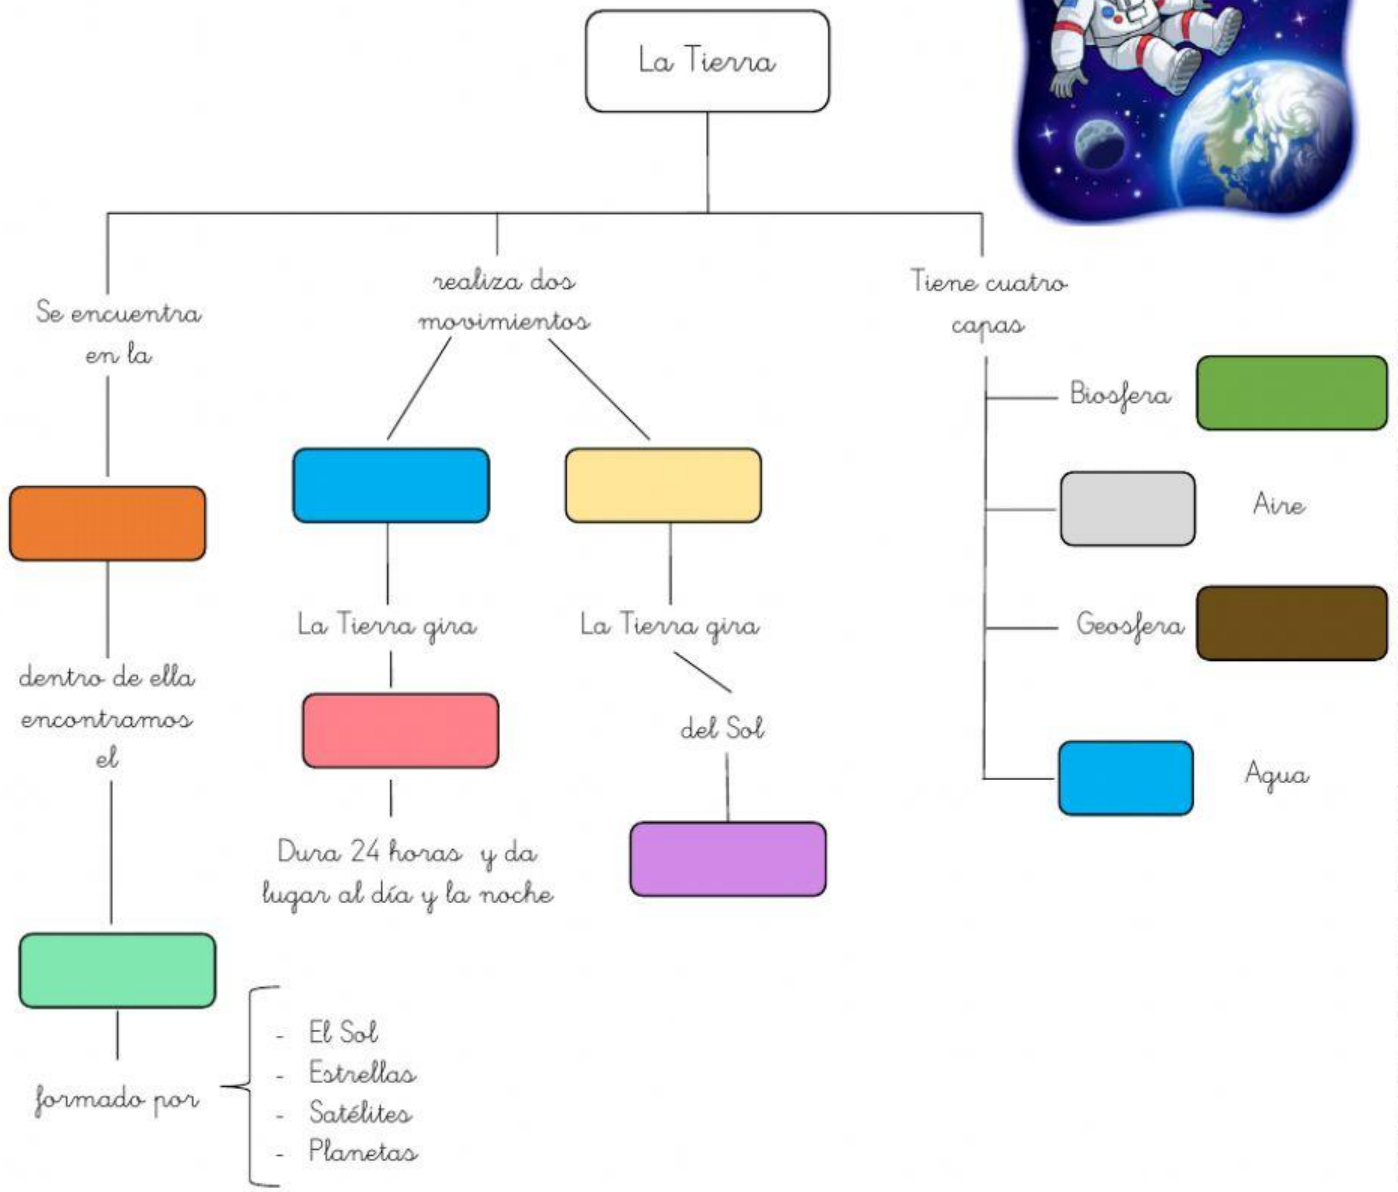 La Tierra
Se encuentra
en la
dentro de ella
encontramos
el
formado por
- El Sol
- Estrellas
- Satélites
- Planetas
realiza dos
movimientos
La Tierra gira
Dura 24 horas y da
lugar al día y la noche
La Tierra gira
del Sol
Tiene cuatro
capas
Biosfera
Aire
Geosfera
Agua